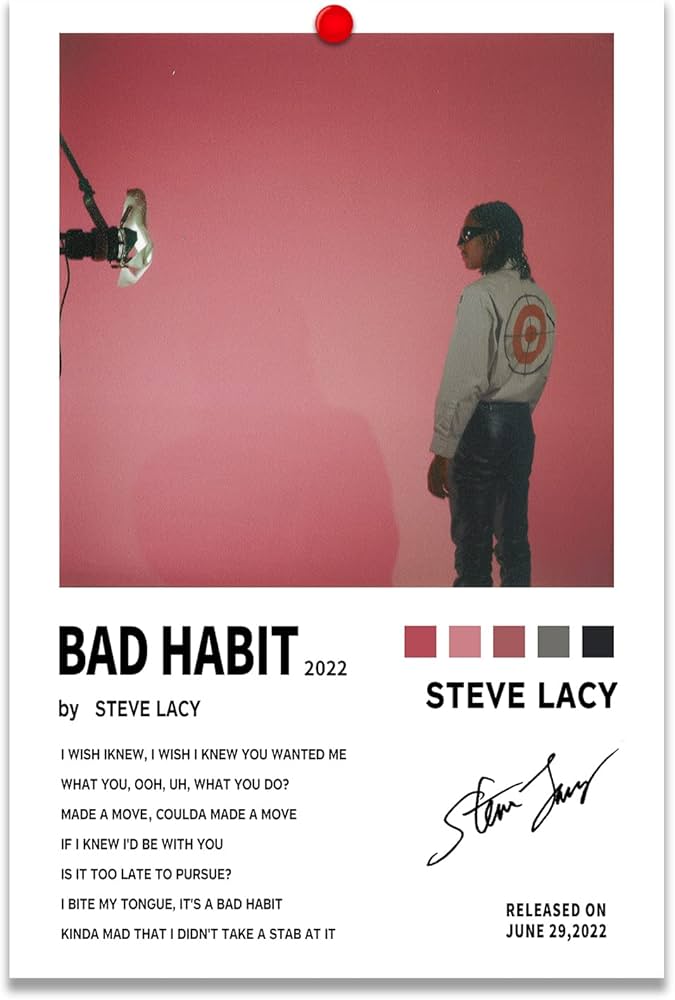 BAD HABIT 2022
by STEVE LACY
I WISH IKNEW, I WISH I KNEW YOU WANTED ME
WHAT YOU, OOH, UH, WHAT YOU DO?
MADE A MOVE, COULDA MADE A MOVE
IF I KNEW I'D BE WITH YOU
IS IT TOO LATE TO PURSUE?
I BITE MY TONGUE, IT'S A BAD HABIT
KINDA MAD THAT I DIDN'T TAKE A STAB AT IT
STEVE LACY
Steve Lacy
RELEASED ON
JUNE 29,2022